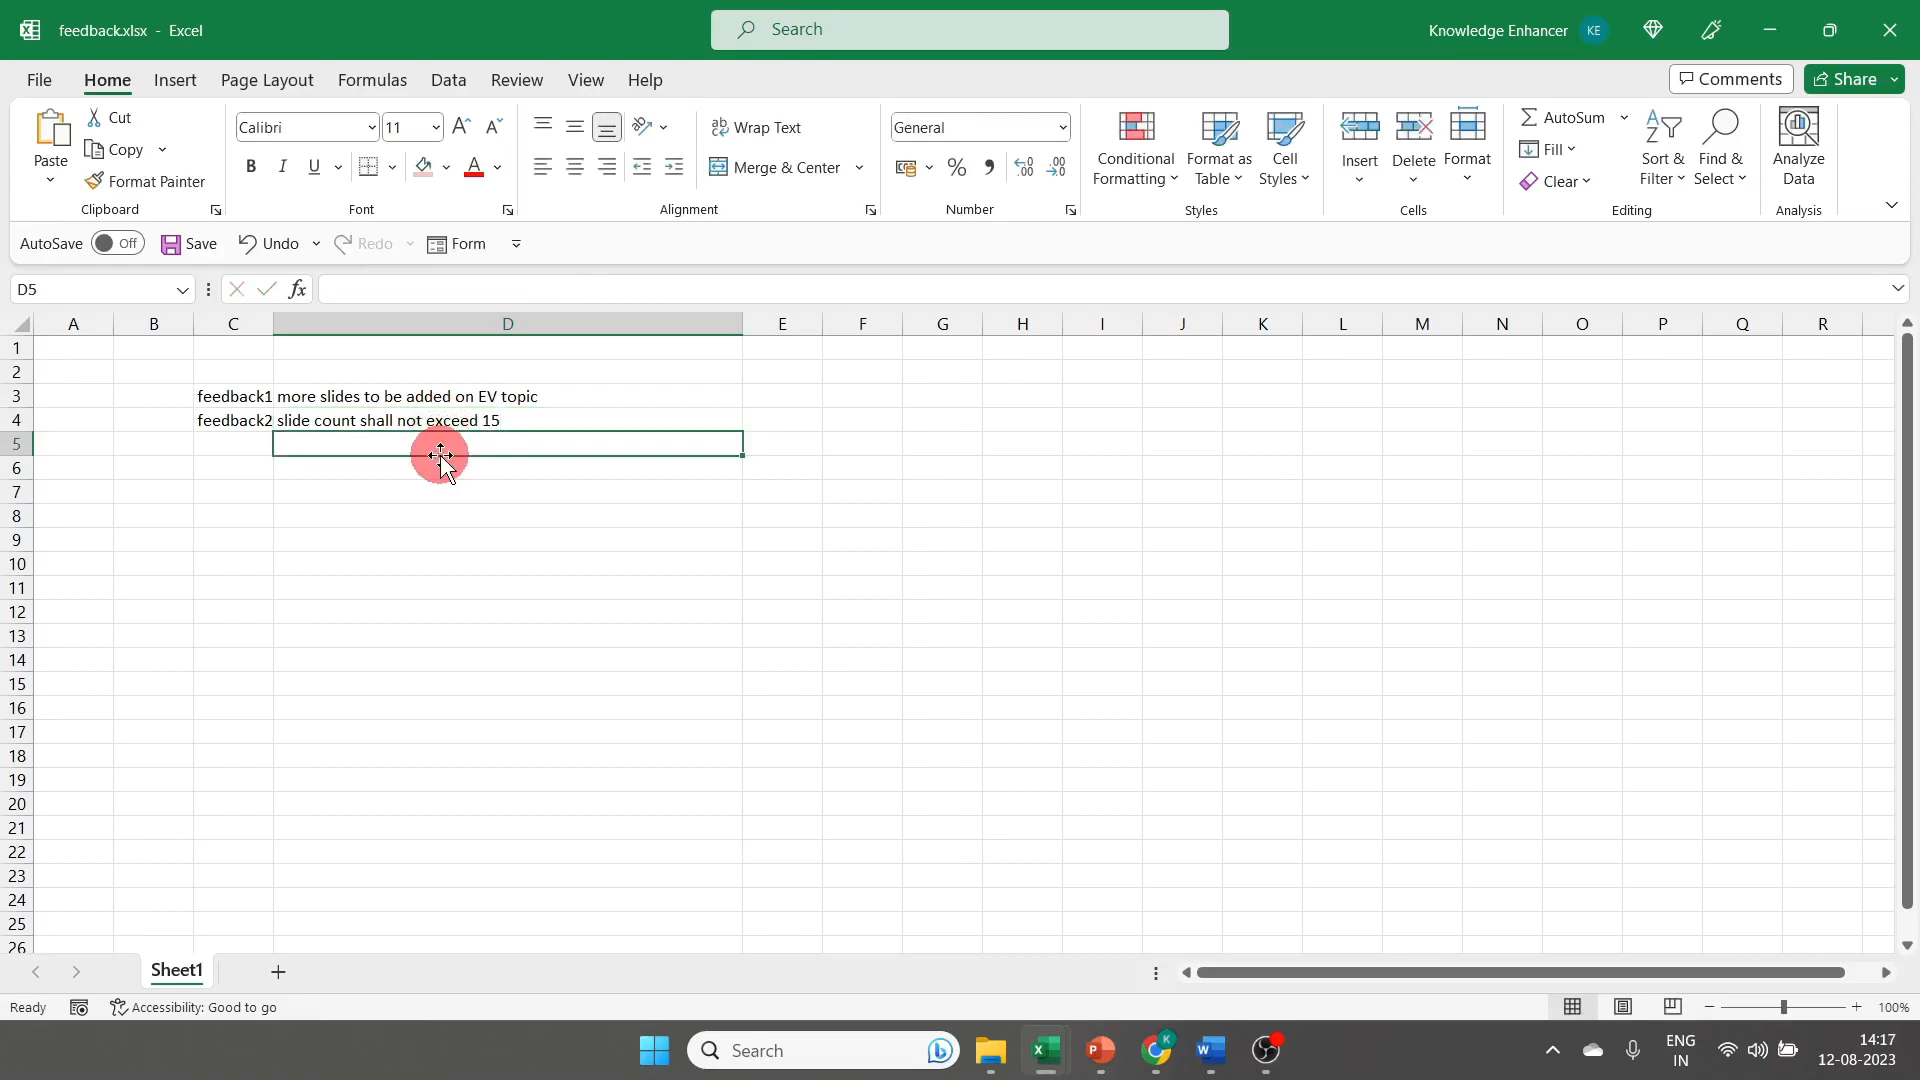 feedback.xlsx - Excel
Search
Knowledge Enhancer KE
File Home Insert Page Layout Formulas Data Review View Help
Comments Share
Paste
Cut
Copy
Format Painter
Clipboard
Calibri 11
B I U A
Font
ab Wrap Text
Merge & Center
Alignment
General
Number
Conditional Formatting
Format as Table
Cell Styles
Styles
Insert
Delete
Format
Cells
AutoSum
Fill
Clear
Sort & Filter
Find & Select
Editing
Analyze Data
Analysis
AutoSave Off Save Undo Redo Form
D5 fx
A B C D E F G H I J K L M N O P Q R
1
2
3 feedback1 more slides to be added on EV topic
4 feedback2 slide count shall not exceed 15
5
6
7
8
9
10
11
12
13
14
15
16
17
18
19
20
21
22
23
24
25
26
Sheet1
Ready Accessibility: Good to go 100%
Search
ENG
IN
14:17
12-08-2023